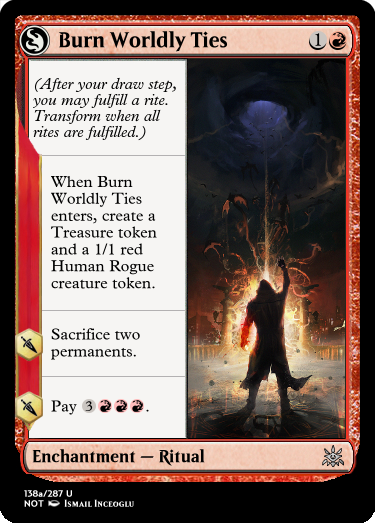 Burn Worldly Ties 1
(After your draw step,
you may fulfill a rite.
Transform when all
rites are fulfilled.)
When Burn
Worldly Ties
enters, create a
Treasure token
and a 1/1 red
Human Rogue
creature token.
Sacrifice two
permanents.
Pay 3.
Enchantment — Ritual
138a/287 U
NOT Ismail Inceoglu